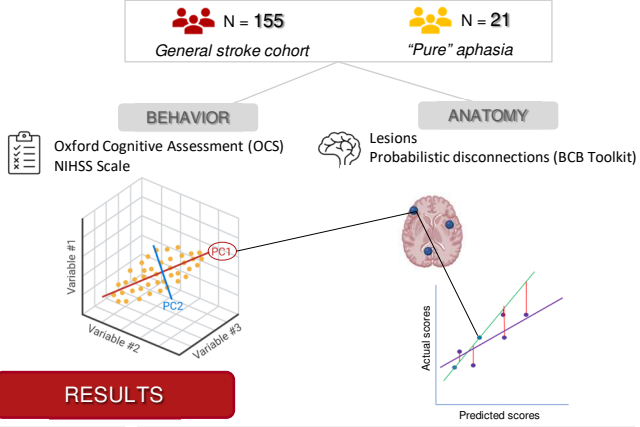 N = 155
N = 21
General stroke cohort
"Pure" aphasia
BEHAVIOR
ANATOMY
Oxford Cognitive Assessment (OCS)
NIHSS Scale
Lesions
Probabilistic disconnections (BCB Toolkit)
Variable #1
Variable #2
Variable #3
PC1
PC2
Actual scores
Predicted scores
RESULTS